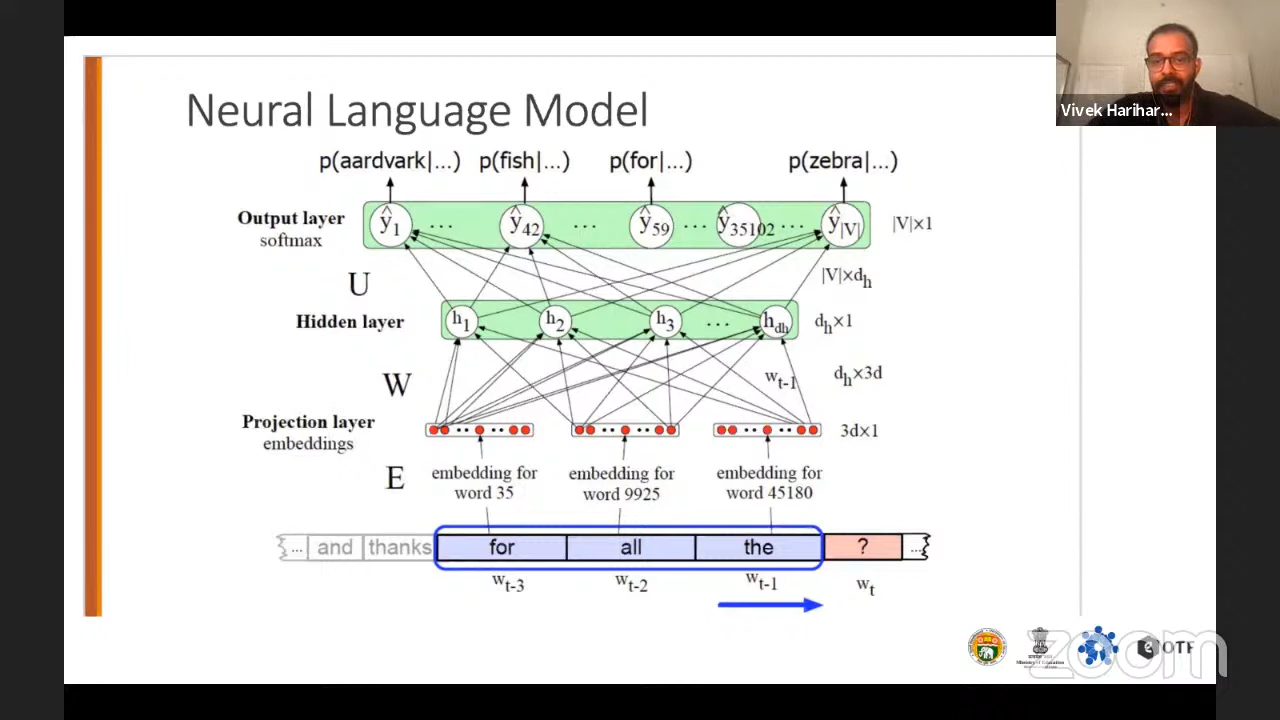 Vivek Harihar...
Neural Language Model
p(aardvark|...) p(fish|...) p(for|...) p(zebra|...)
Output layer
softmax
ŷ1 ... ŷ42 ... ŷ59 ... ŷ35102 ... ŷ|V|
|V|×1
U
|V|×dh
Hidden layer
h1 h2 h3 ... hdh
dh×1
W
wt-1
dh×3d
Projection layer
embeddings
3d×1
E
embedding for
word 35
embedding for
word 9925
embedding for
word 45180
... and thanks for all the ? ...
wt-3 wt-2 wt-1 wt
zoom